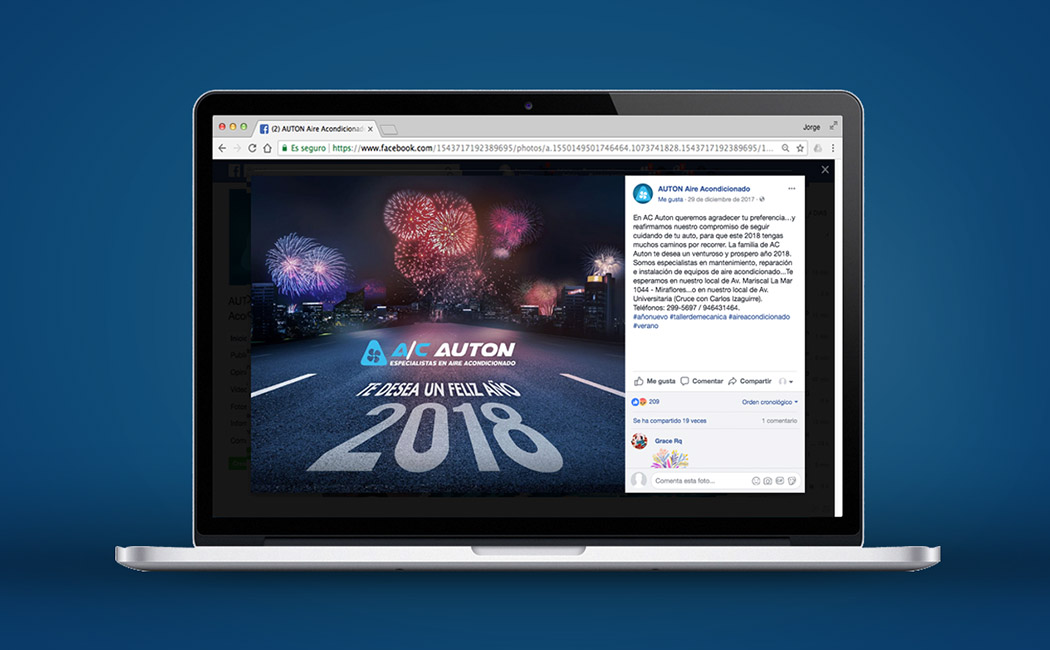 (2) AUTON Aire Acondicionad
Jorge
Es seguro | https://www.facebook.com/1543717192389695/photos/a.1550149501746464.1073741828.1543717192389695/1...
A/C AUTON
ESPECIALISTAS EN AIRE ACONDICIONADO
TE DESEA UN FELIZ AÑO
2018
AUTON Aire Acondicionado
Me gusta · 29 de diciembre de 2017 ·
En AC Auton queremos agradecer tu preferencia...y
reafirmamos nuestro compromiso de seguir
cuidando de tu auto, para que este 2018 tengas
muchos caminos por recorrer. La familia de AC
Auton te desea un venturoso y prospero año 2018.
Somos especialistas en mantenimiento, reparación
e instalación de equipos de aire acondicionado...Te
esperamos en nuestro local de Av. Mariscal La Mar
1044 - Miraflores...o en nuestro local de Av.
Universitaria (Cruce con Carlos Izaguirre).
Teléfonos: 299-5697 / 946431464.
#añonuevo #tallerdemecanica #aireacondicionado
#verano
Me gusta Comentar Compartir
209
Orden cronológico
Se ha compartido 19 veces
1 comentario
Grace Rq
Comenta esta foto...